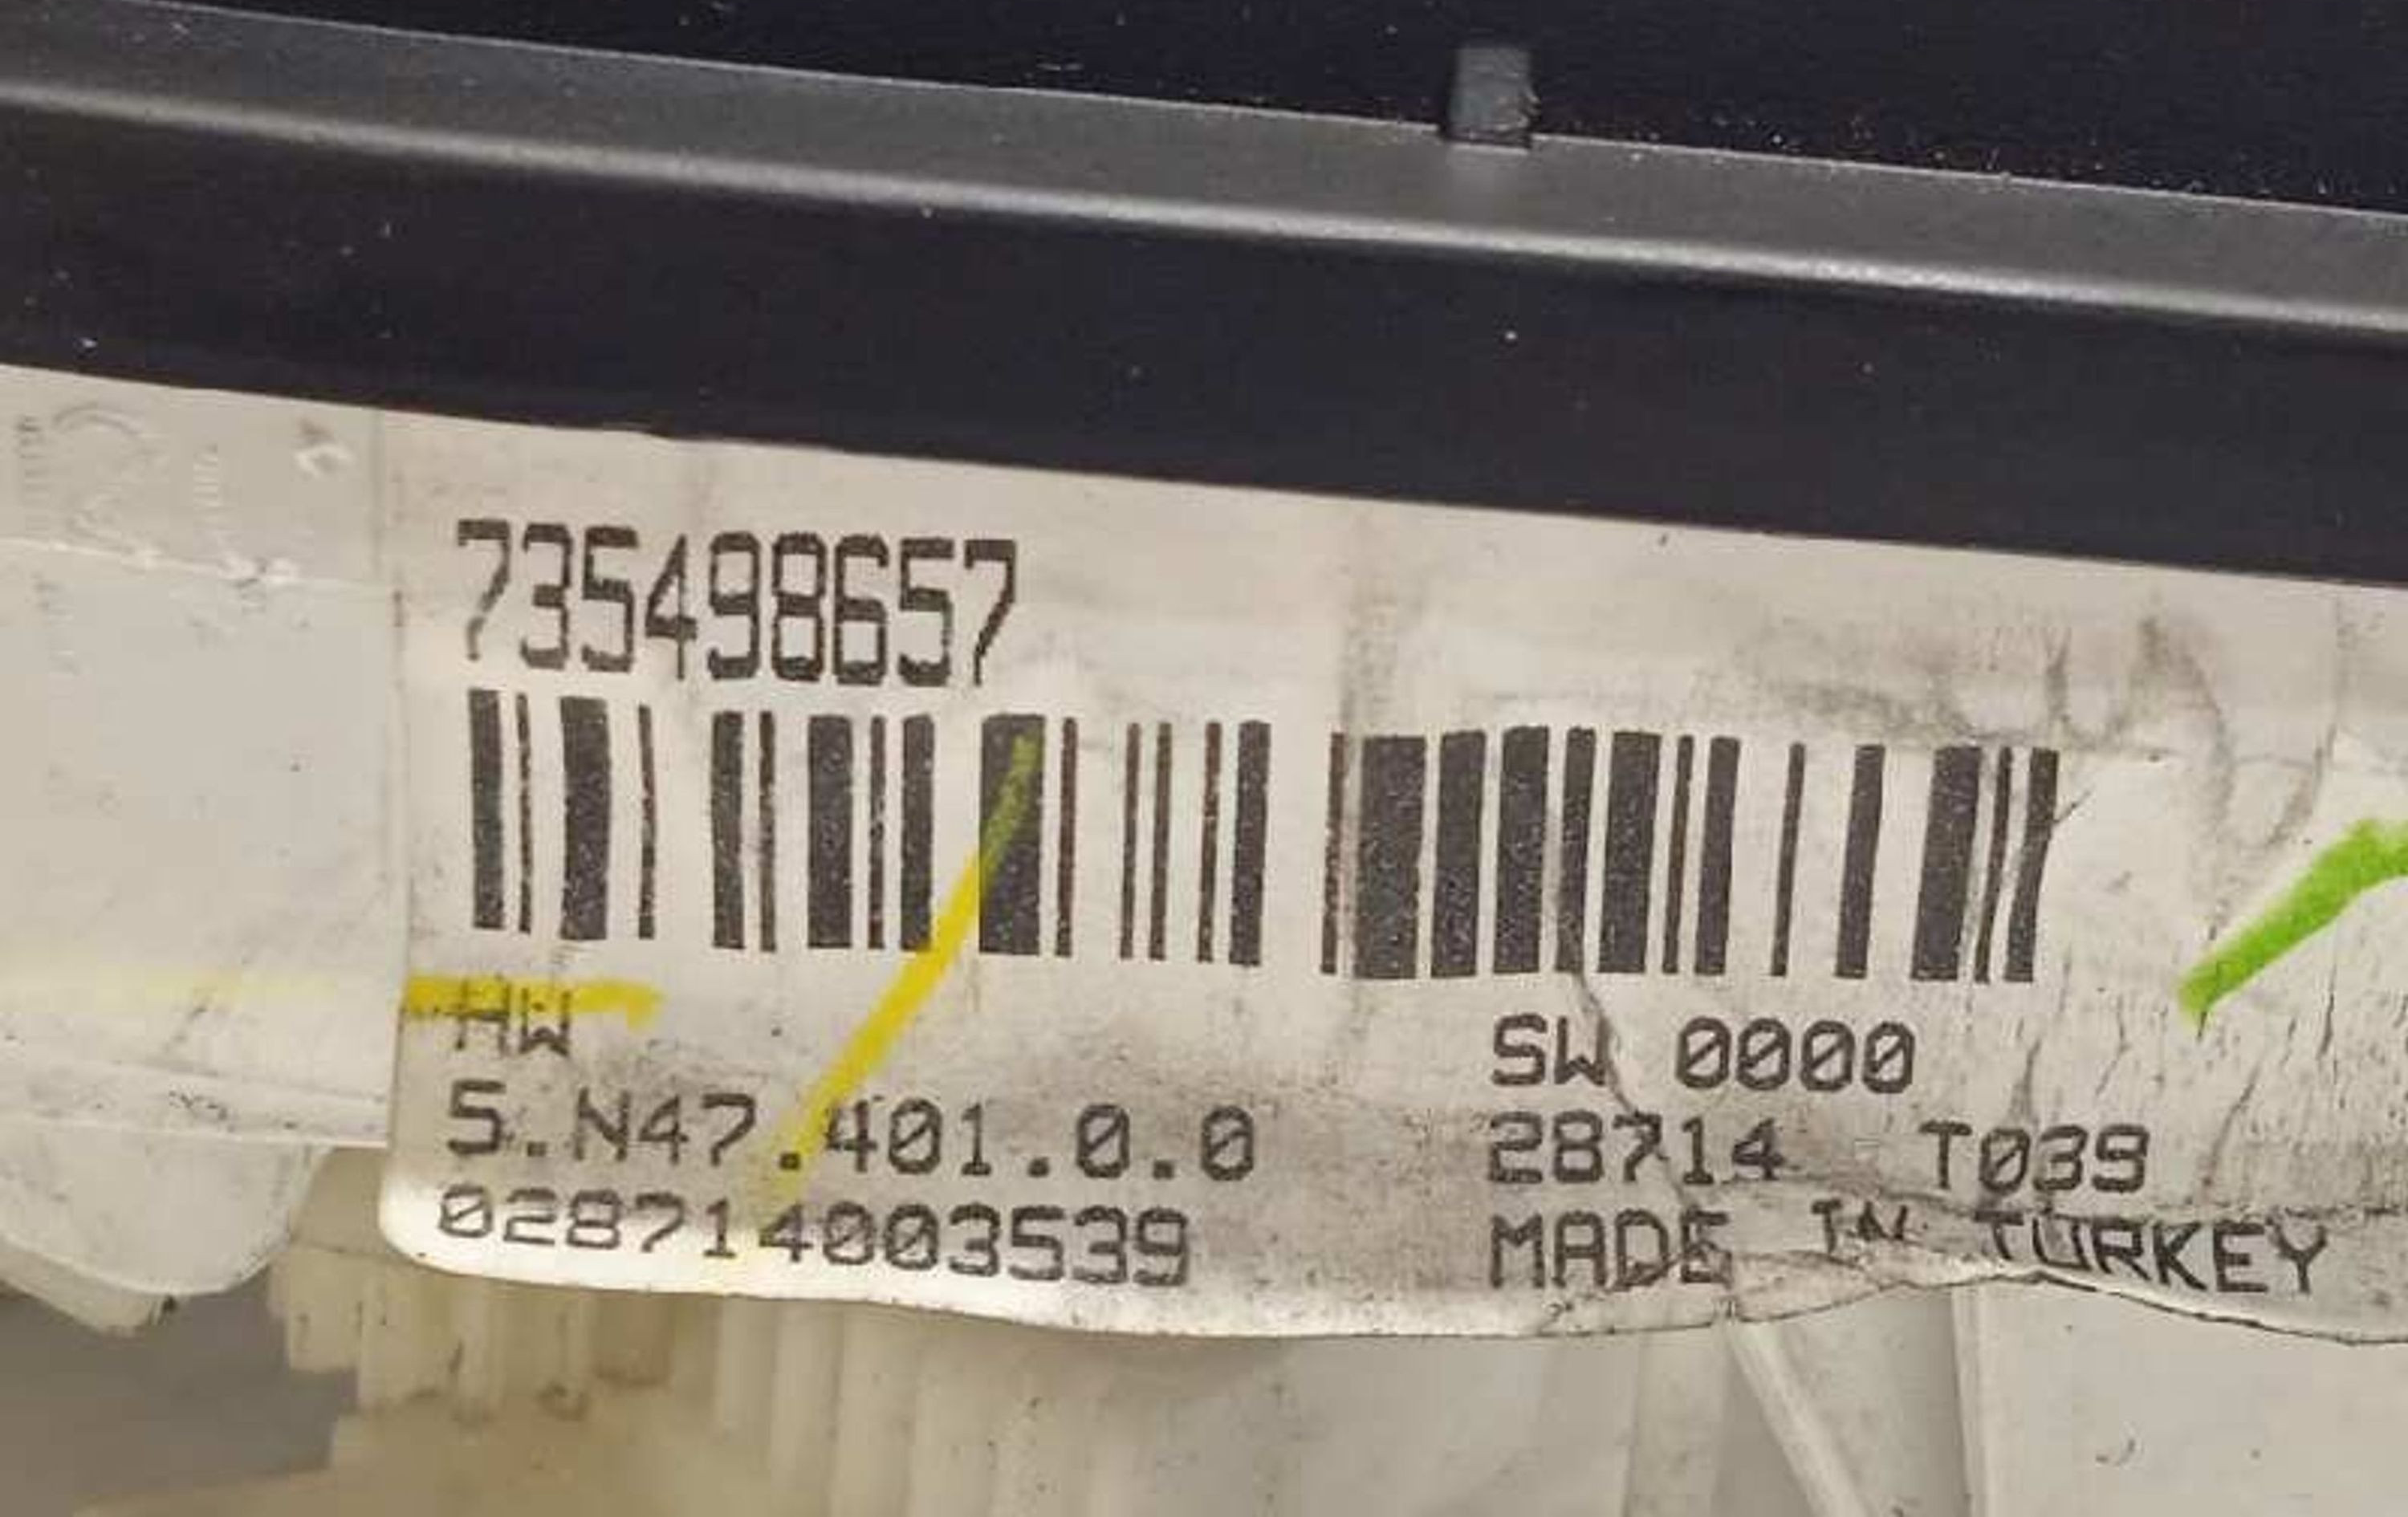 735498657
HW
SW 0000
5.N47.401.0.0
28714 T039
028714003539
MADE IN TURKEY